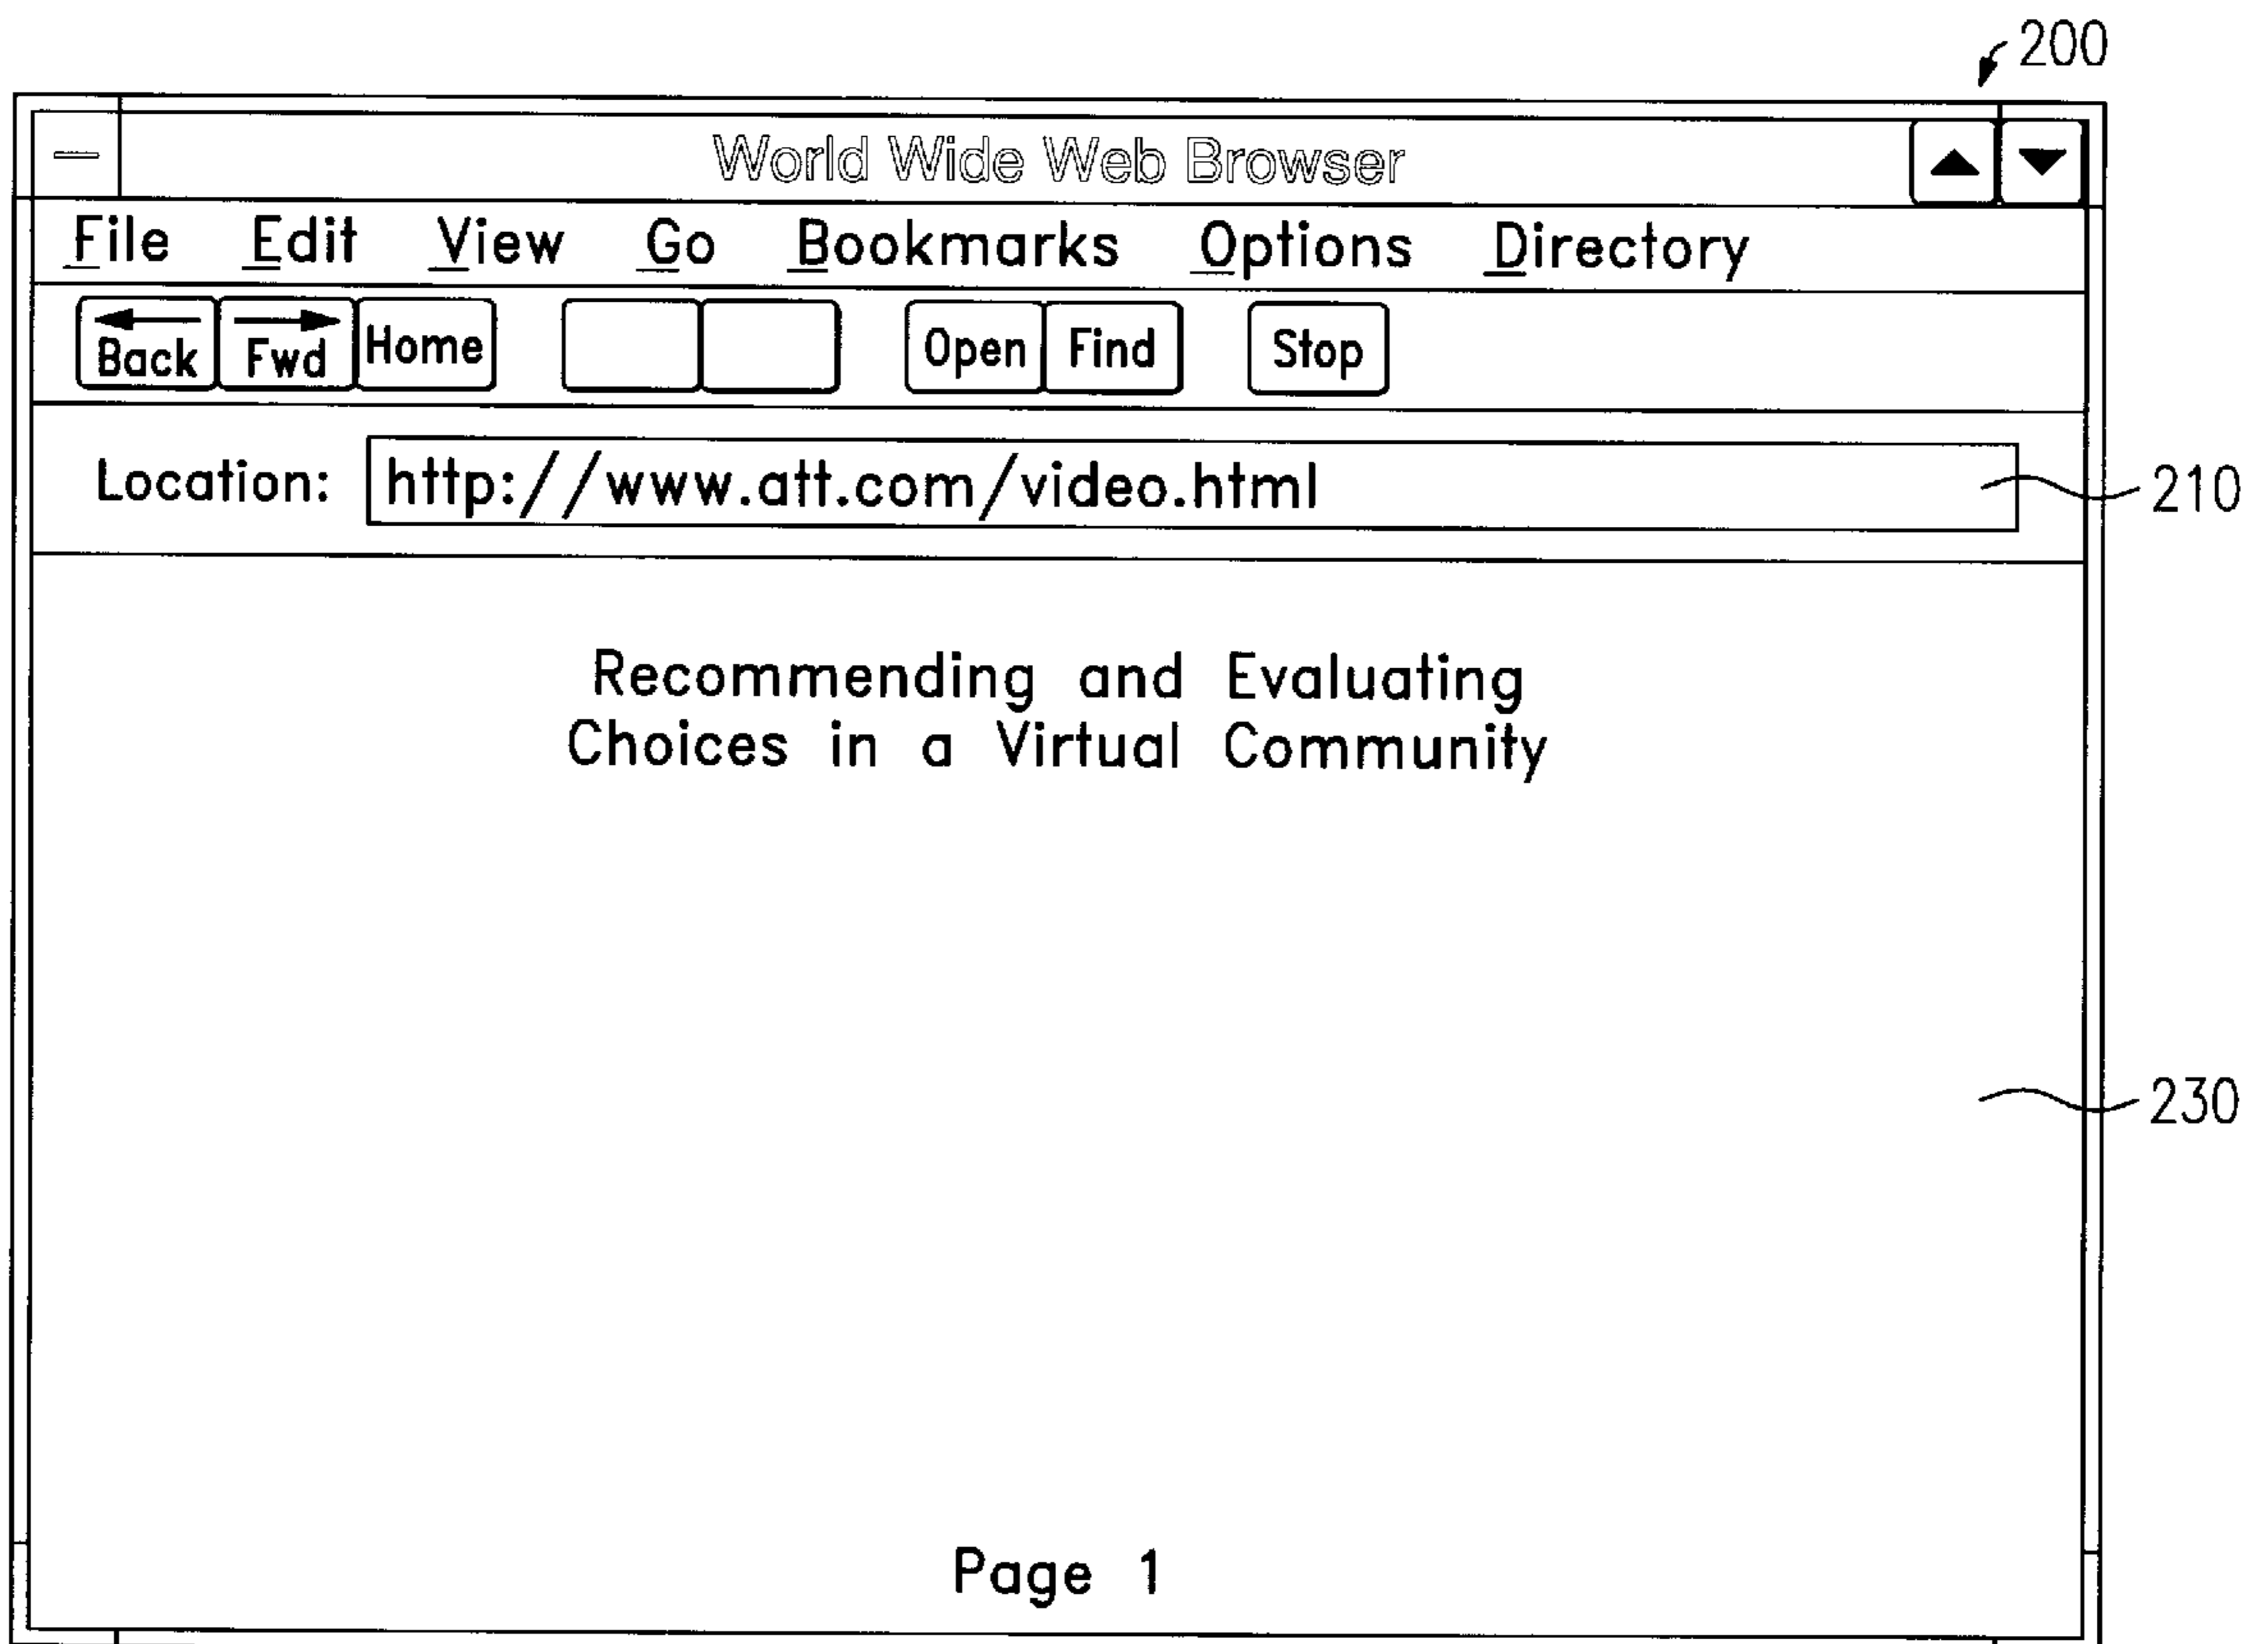 200
World Wide Web Browser
File Edit View Go Bookmarks Options Directory
Back Fwd Home Open Find Stop
Location: http://www.att.com/video.html 210
Recommending and Evaluating
Choices in a Virtual Community
230
Page 1